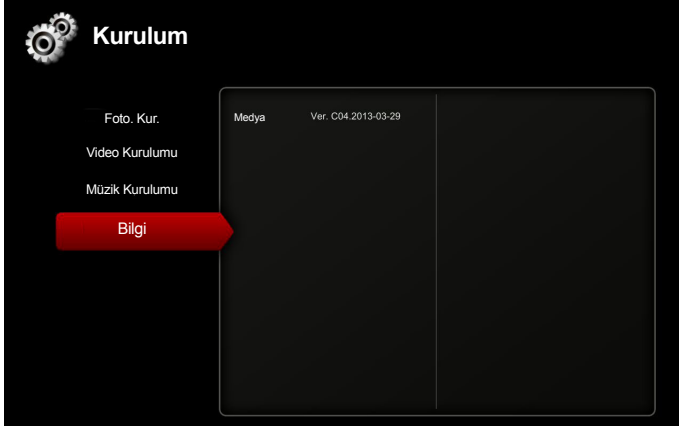 Kurulum
Foto. Kur.
Video Kurulumu
Müzik Kurulumu
Bilgi
Medya Ver. C04.2013-03-29